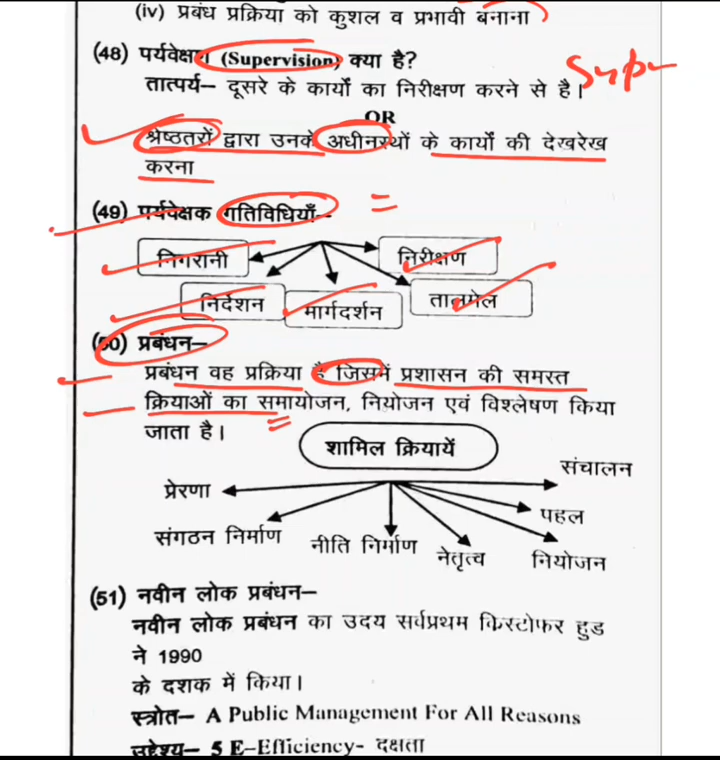 (iv) प्रबंध प्रक्रिया को कुशल व प्रभावी बनाना
(48) पर्यवेक्षण (Supervision) क्या है?
तात्पर्य– दूसरे के कार्यों का निरीक्षण करने से है।
Super
OR
श्रेष्ठतरों द्वारा उनके अधीनस्थों के कार्यों की देखरेख
करना
(49) पर्यवेक्षक गतिविधियाँ–
निगरानी निरीक्षण
निर्देशन मार्गदर्शन तालमेल
(50) प्रबंधन–
प्रबंधन वह प्रक्रिया है जिसमें प्रशासन की समस्त
क्रियाओं का समायोजन, नियोजन एवं विश्लेषण किया
जाता है।
शामिल क्रियायें
संचालन
प्रेरणा
पहल
संगठन निर्माण नीति निर्माण नेतृत्व नियोजन
(51) नवीन लोक प्रबंधन–
नवीन लोक प्रबंधन का उदय सर्वप्रथम क्रिस्टोफर हुड
ने 1990
के दशक में किया।
स्त्रोत– A Public Management For All Reasons
उद्देश्य– 5 E–Efficiency- दक्षता